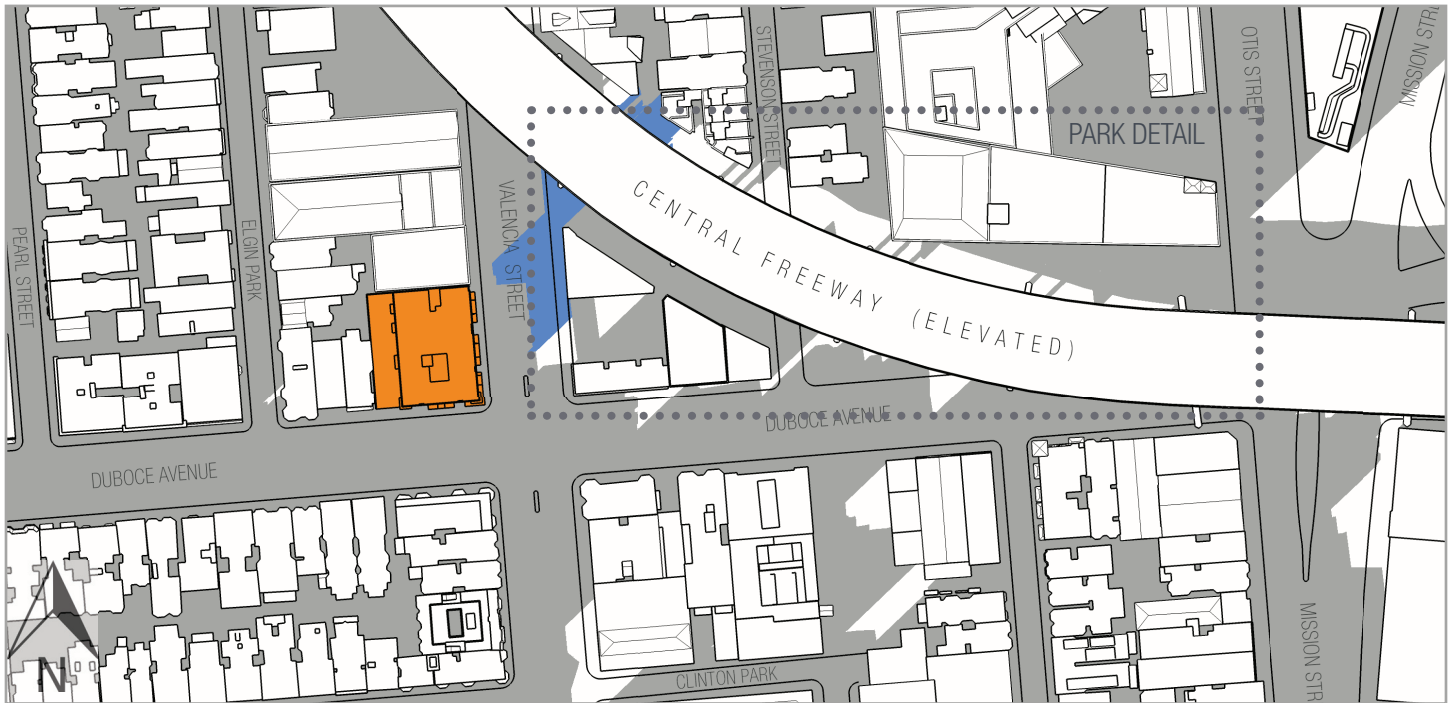 STEVENSON STREET
OTIS STREET
MISSION STR
PARK DETAIL
PEARL STREET
ELGIN PARK
VALENCIA STREET
CENTRAL FREEWAY (ELEVATED)
DUBOCE AVENUE
DUBOCE AVENUE
N
CLINTON PARK
MISSION STR